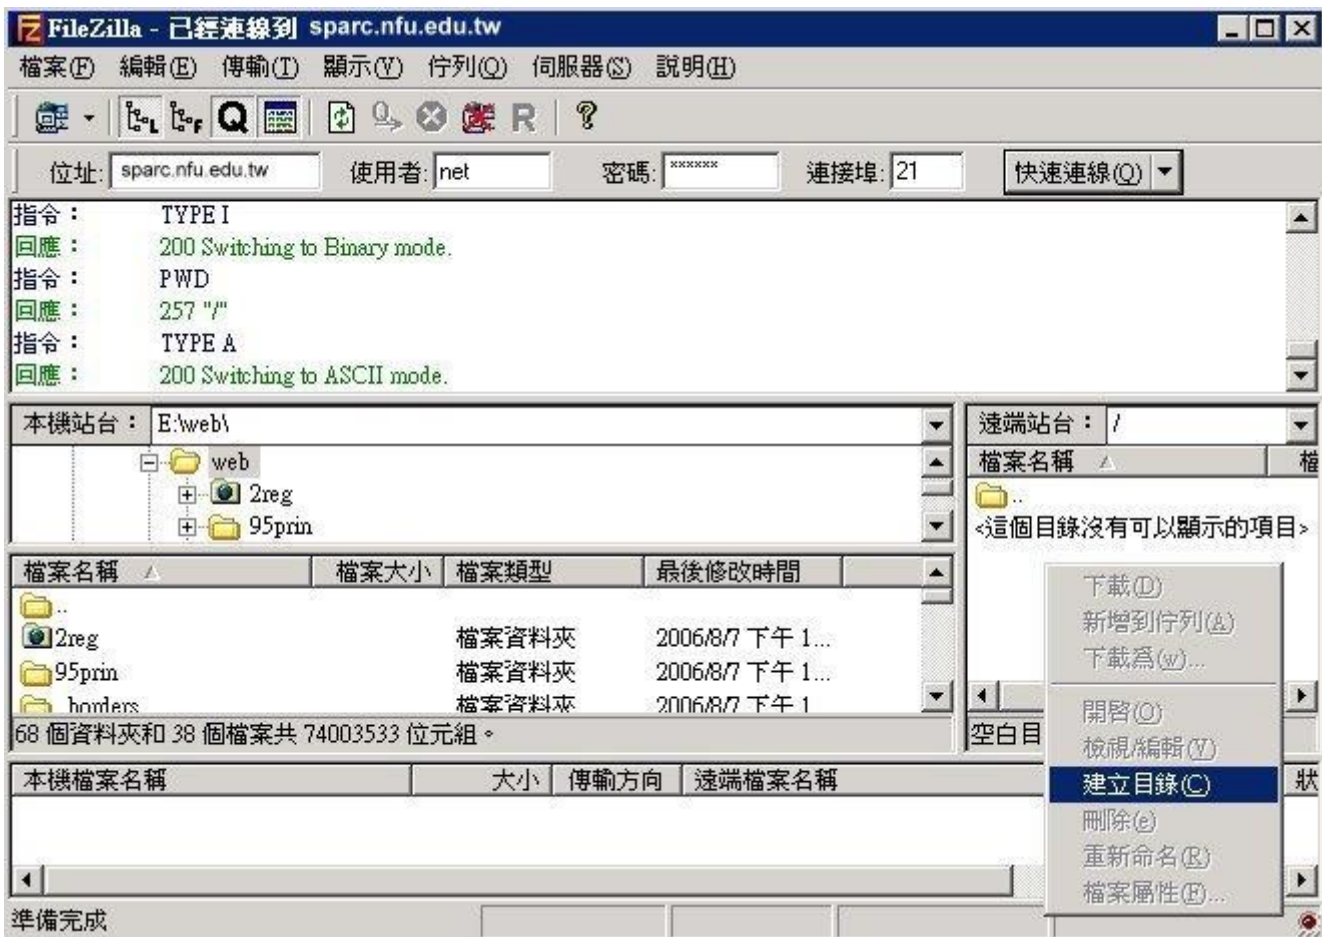 FileZilla - 已經連線到 sparc.nfu.edu.tw
檔案(F) 編輯(E) 傳輸(T) 顯示(V) 佇列(Q) 伺服器(S) 說明(H)
L F Q R ?
位址: sparc.nfu.edu.tw 使用者: net 密碼: ****** 連接埠: 21 快速連線(Q)
指令： TYPE I
回應： 200 Switching to Binary mode.
指令： PWD
回應： 257 "/"
指令： TYPE A
回應： 200 Switching to ASCII mode.
本機站台： E:\web\
web
2reg
95prin
檔案名稱 檔案大小 檔案類型 最後修改時間
..
2reg 檔案資料夾 2006/8/7 下午 1...
95prin 檔案資料夾 2006/8/7 下午 1...
_borders 檔案資料夾 2006/8/7 下午 1
68 個資料夾和 38 個檔案共 74003533 位元組。
遠端站台： /
檔案名稱 檔
..
<這個目錄沒有可以顯示的項目>
空白目
下載(D)
新增到佇列(A)
下載為(w)...
開啓(O)
檢視/編輯(V)
建立目錄(C)
刪除(e)
重新命名(R)
檔案屬性(F)...
本機檔案名稱 大小 傳輸方向 遠端檔案名稱 狀
準備完成